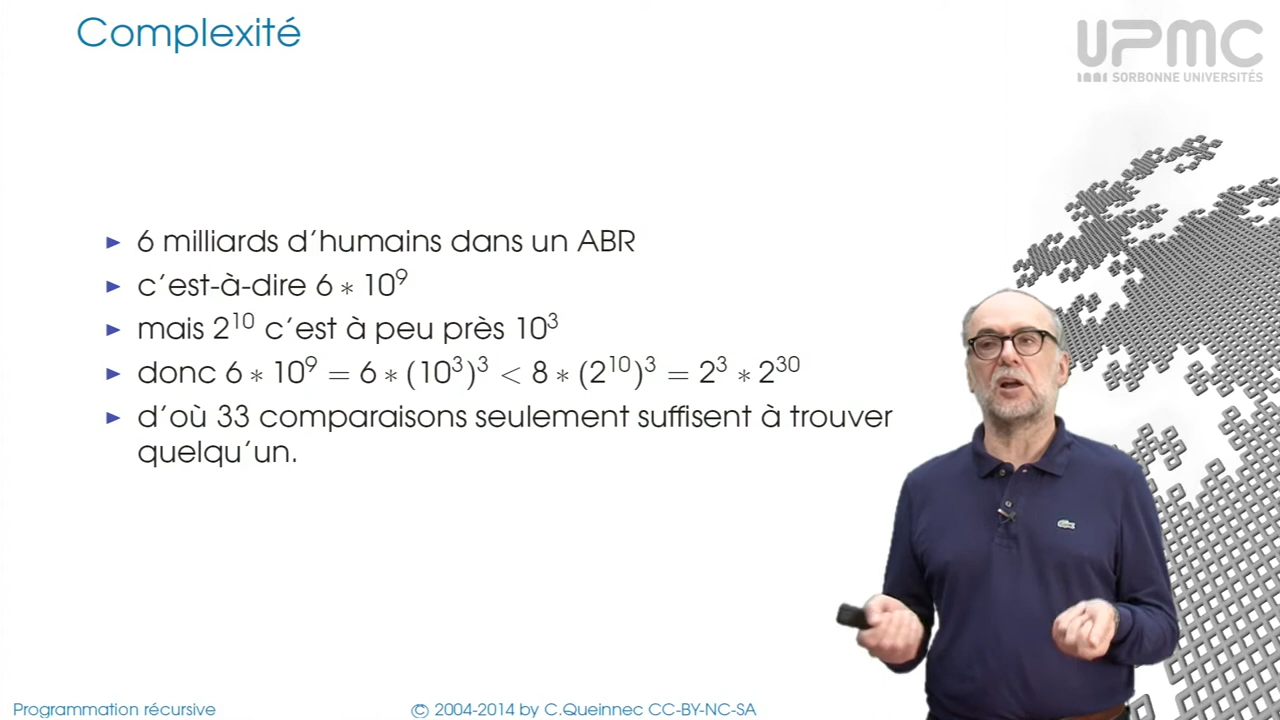 Complexité
UPMC
SORBONNE UNIVERSITÉS
▶ 6 milliards d'humains dans un ABR
▶ c'est-à-dire 6 ∗ 10⁹
▶ mais 2¹⁰ c'est à peu près 10³
▶ donc 6 ∗ 10⁹ = 6 ∗ (10³)³ < 8 ∗ (2¹⁰)³ = 2³ ∗ 2³⁰
▶ d'où 33 comparaisons seulement suffisent à trouver
quelqu'un.
Programmation récursive
© 2004-2014 by C.Queinnec CC-BY-NC-SA